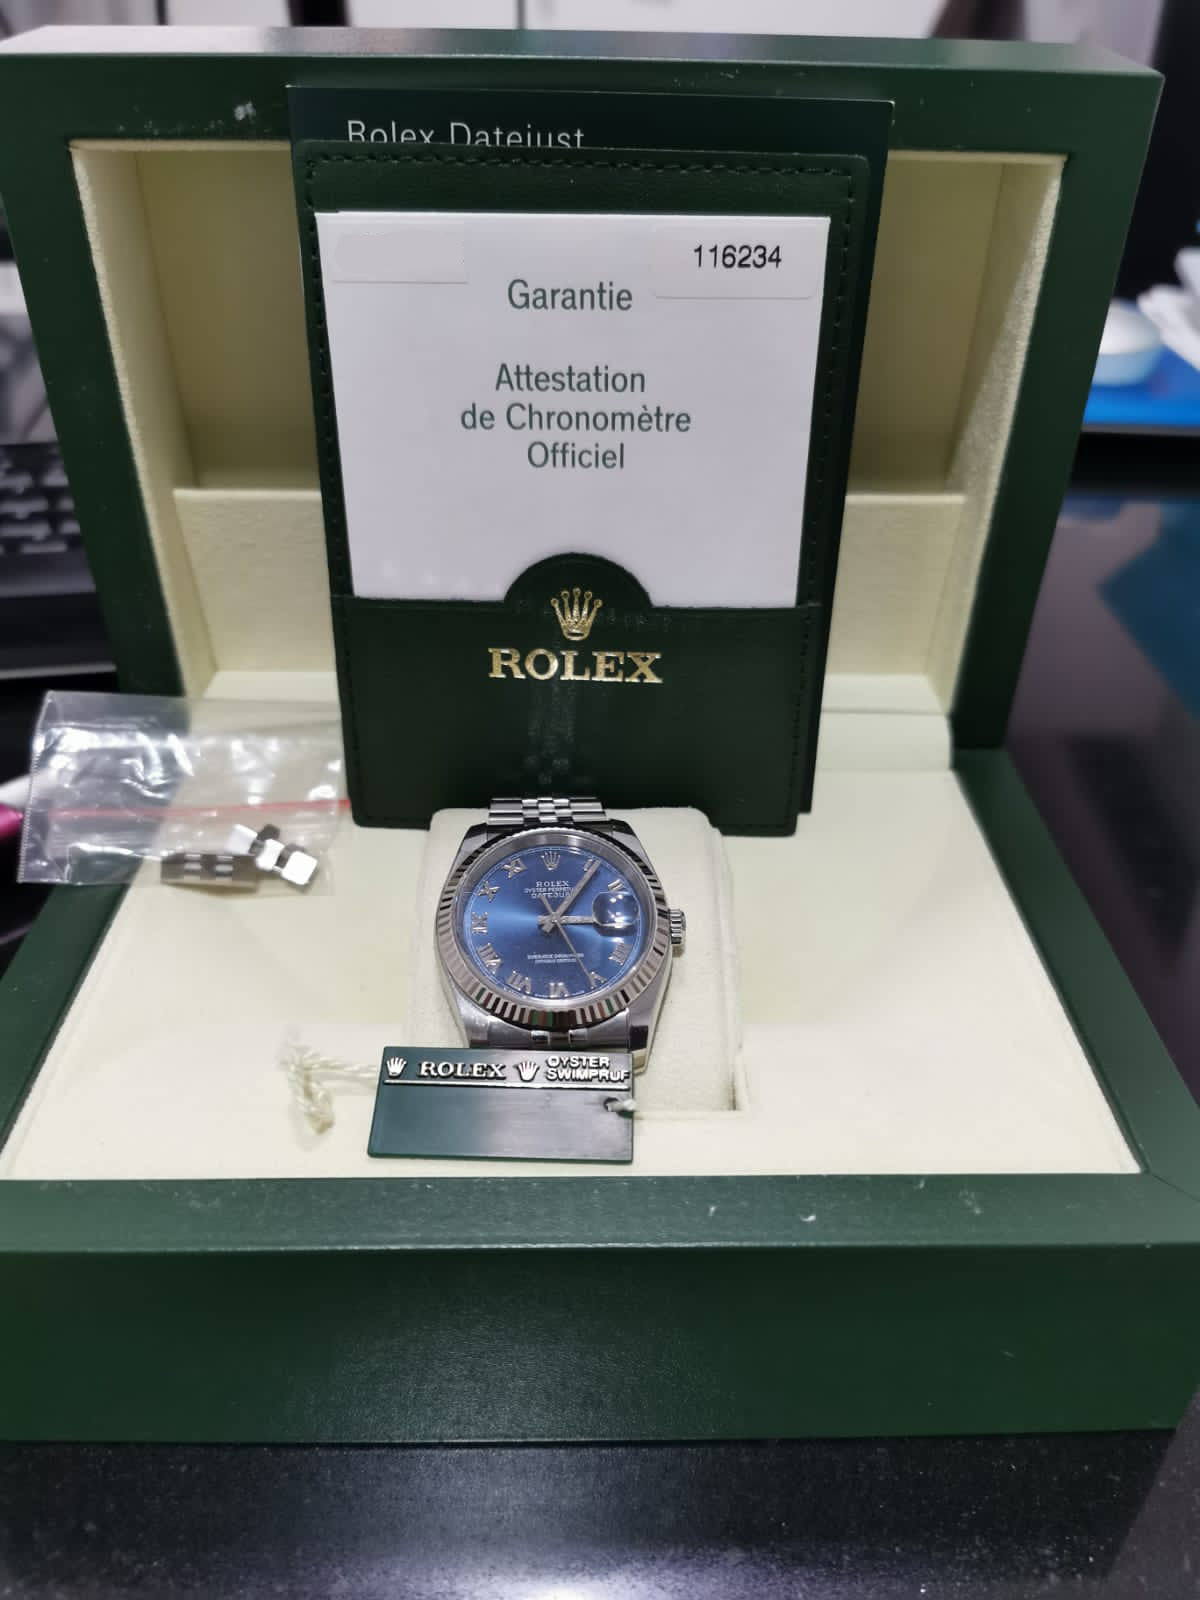 Rolex Datejust
116234
Garantie
Attestation
de Chronomètre
Officiel
ROLEX
ROLEX
OYSTER PERPETUAL
DATEJUST
ROLEX
OYSTER
SWIMPRUF